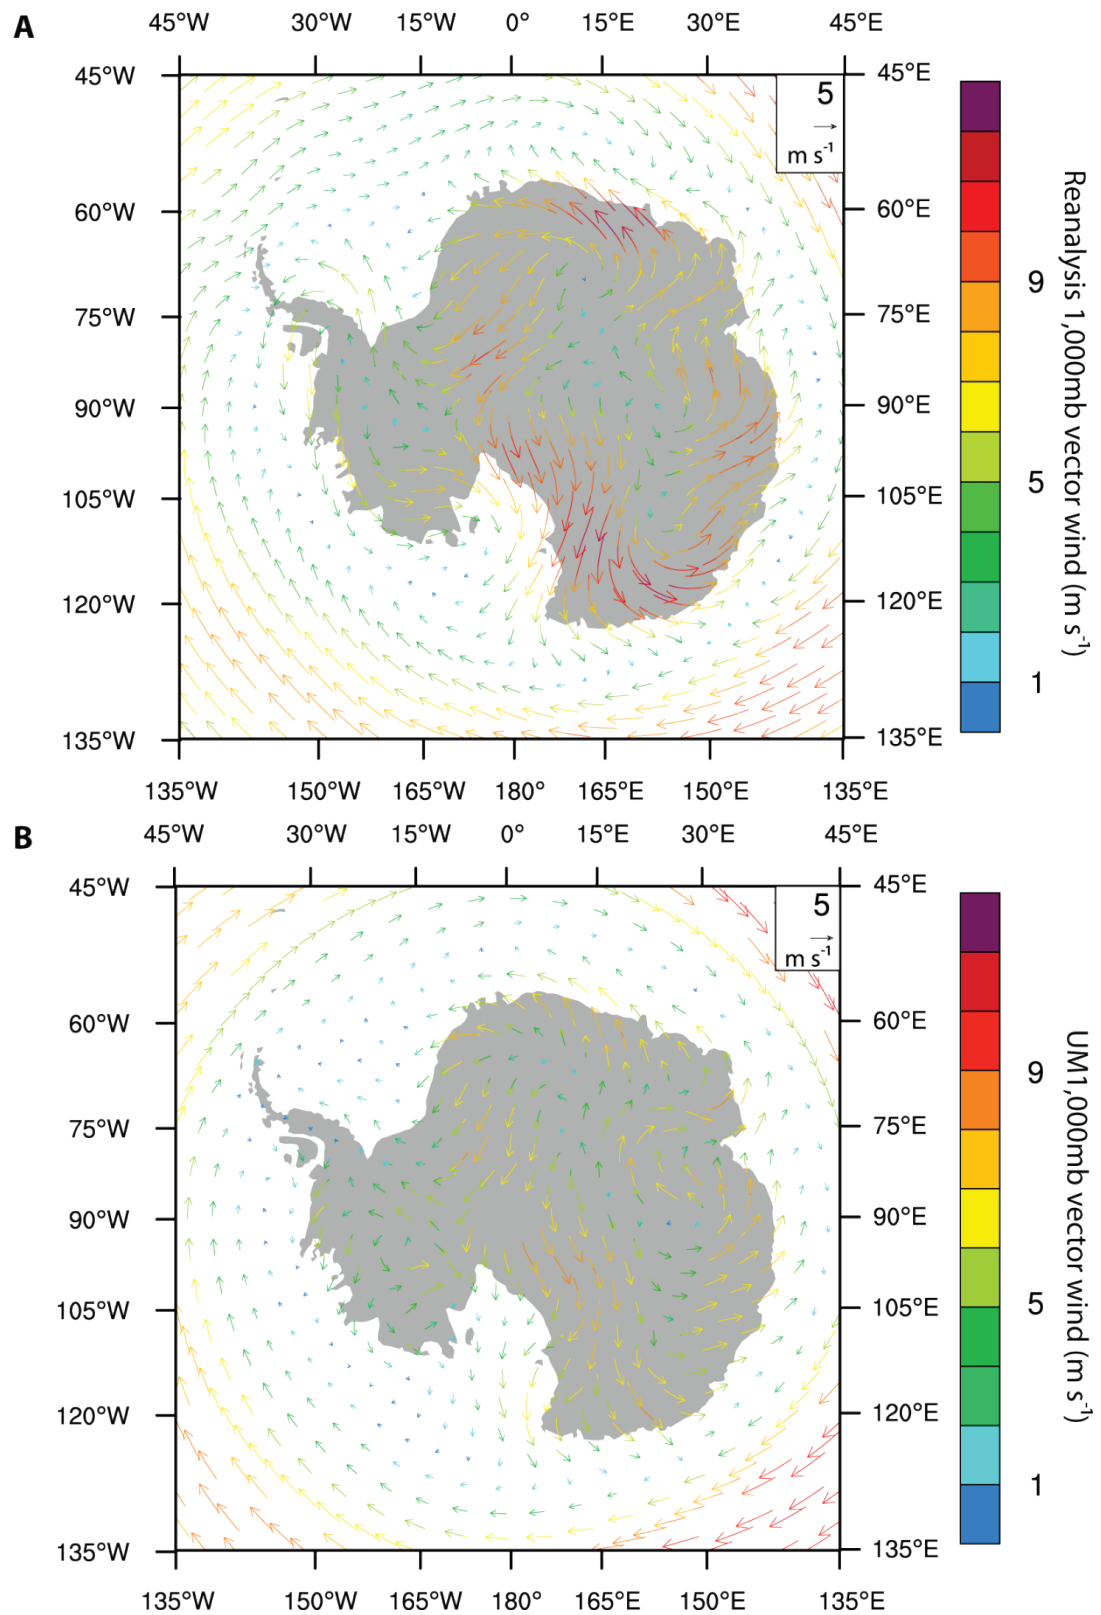 A
45°W 30°W 15°W 0° 15°E 30°E 45°E
45°W 45°E
5
m s⁻¹
60°W 60°E
75°W 75°E
90°W 90°E
105°W 105°E
120°W 120°E
135°W 135°E
135°W 150°W 165°W 180° 165°E 150°E 135°E
9
5
1
Reanalysis 1,000mb vector wind (m s⁻¹)
B
45°W 30°W 15°W 0° 15°E 30°E 45°E
45°W 45°E
5
m s⁻¹
60°W 60°E
75°W 75°E
90°W 90°E
105°W 105°E
120°W 120°E
135°W 135°E
135°W 150°W 165°W 180° 165°E 150°E 135°E
9
5
1
UM1,000mb vector wind (m s⁻¹)